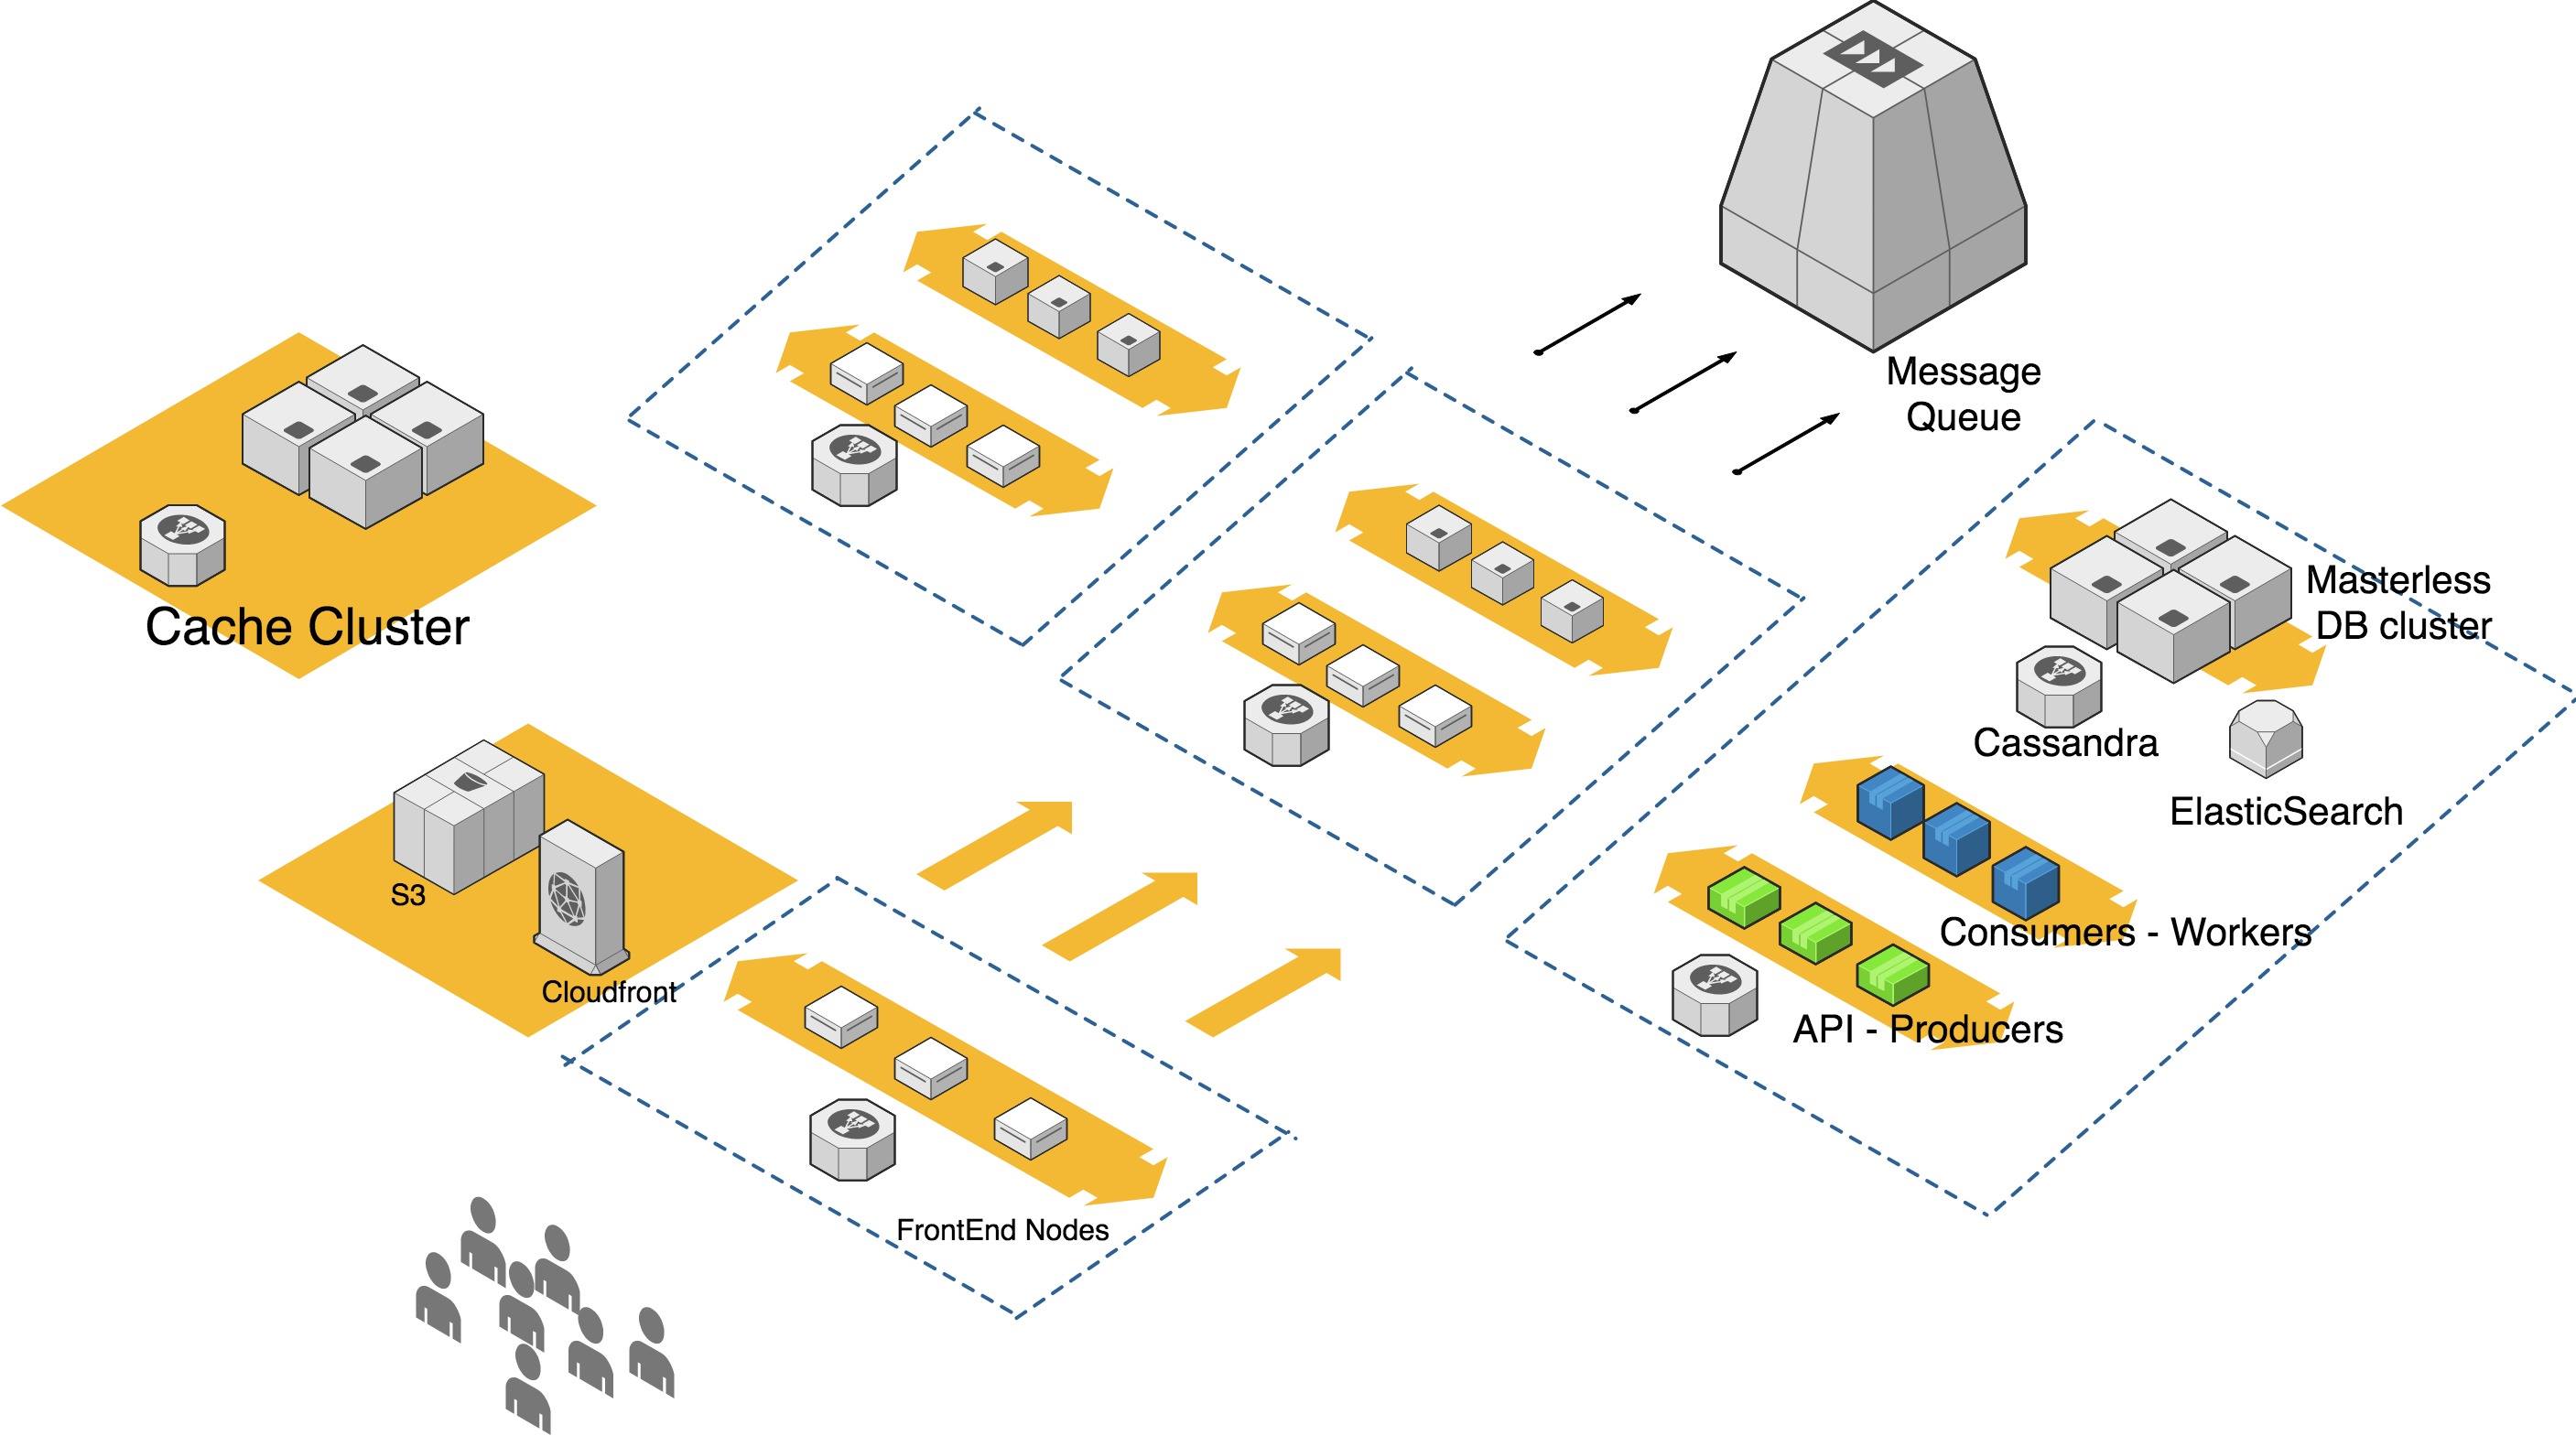 Message
Queue
Masterless
DB cluster
Cache Cluster
Cassandra
ElasticSearch
S3
Consumers - Workers
Cloudfront
API - Producers
FrontEnd Nodes